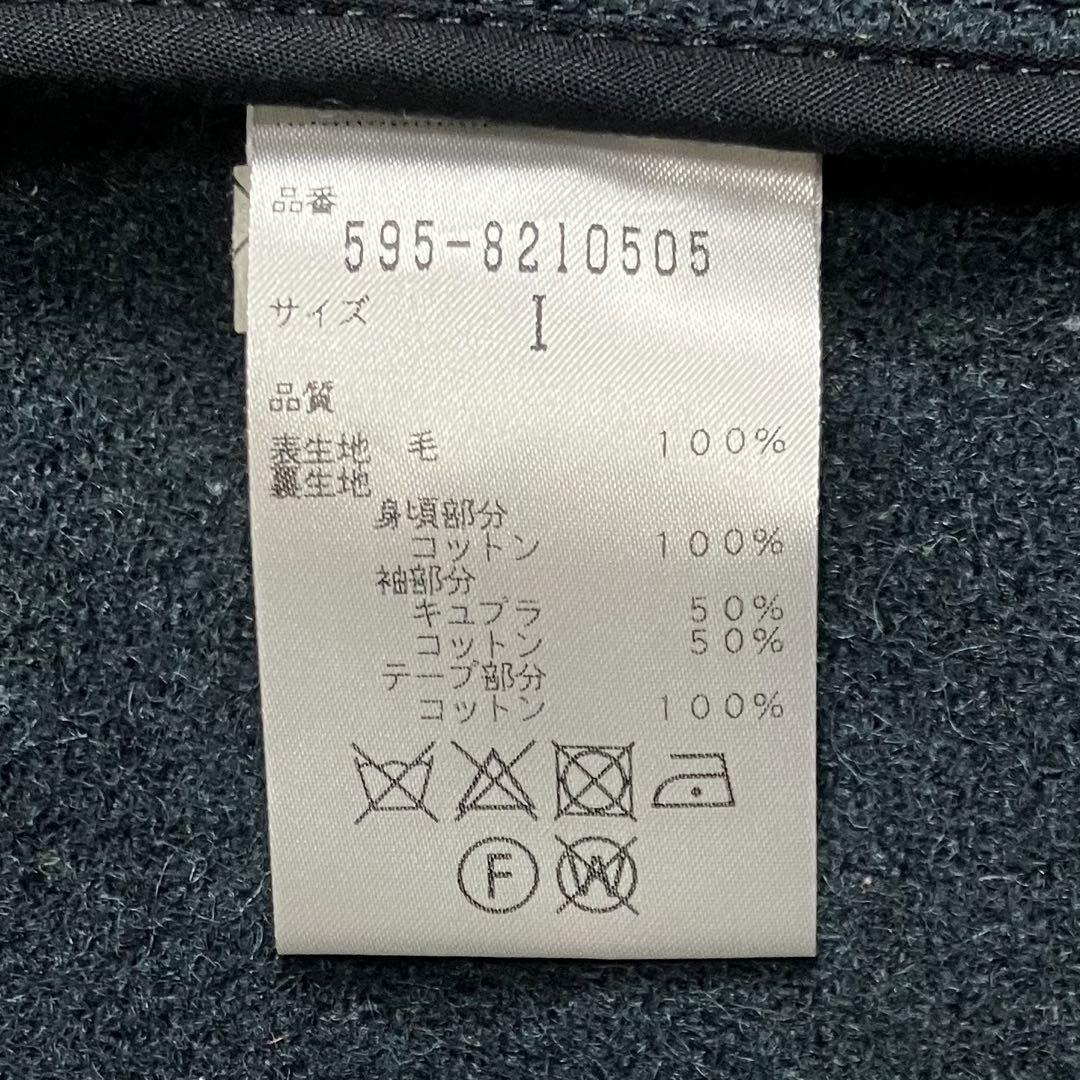 品番
595-8210505
サイズ I
品質
表生地 毛 100%
裏生地
身頃部分
コットン 100%
袖部分
キュプラ 50%
コットン 50%
テープ部分
コットン 100%
F
W